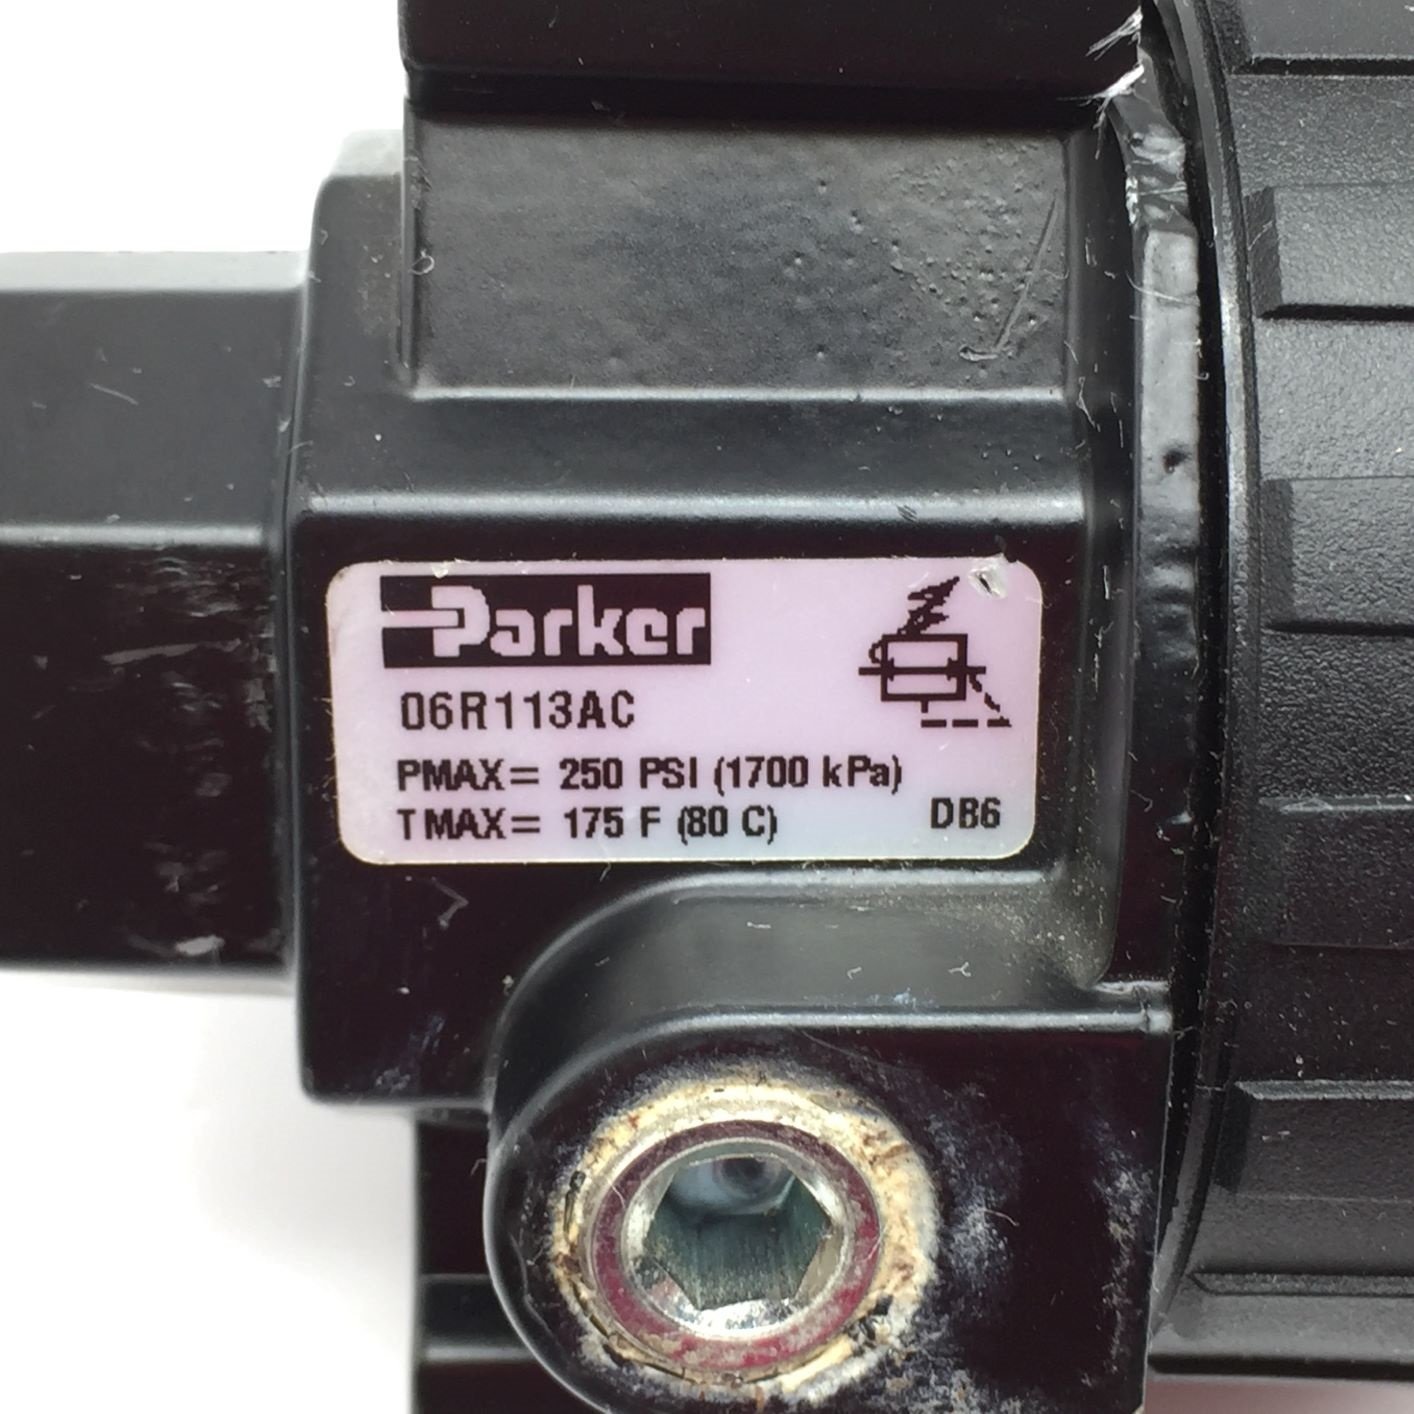 Parker
06R113AC
PMAX= 250 PSI (1700 kPa)
TMAX= 175 F (80 C) DB6